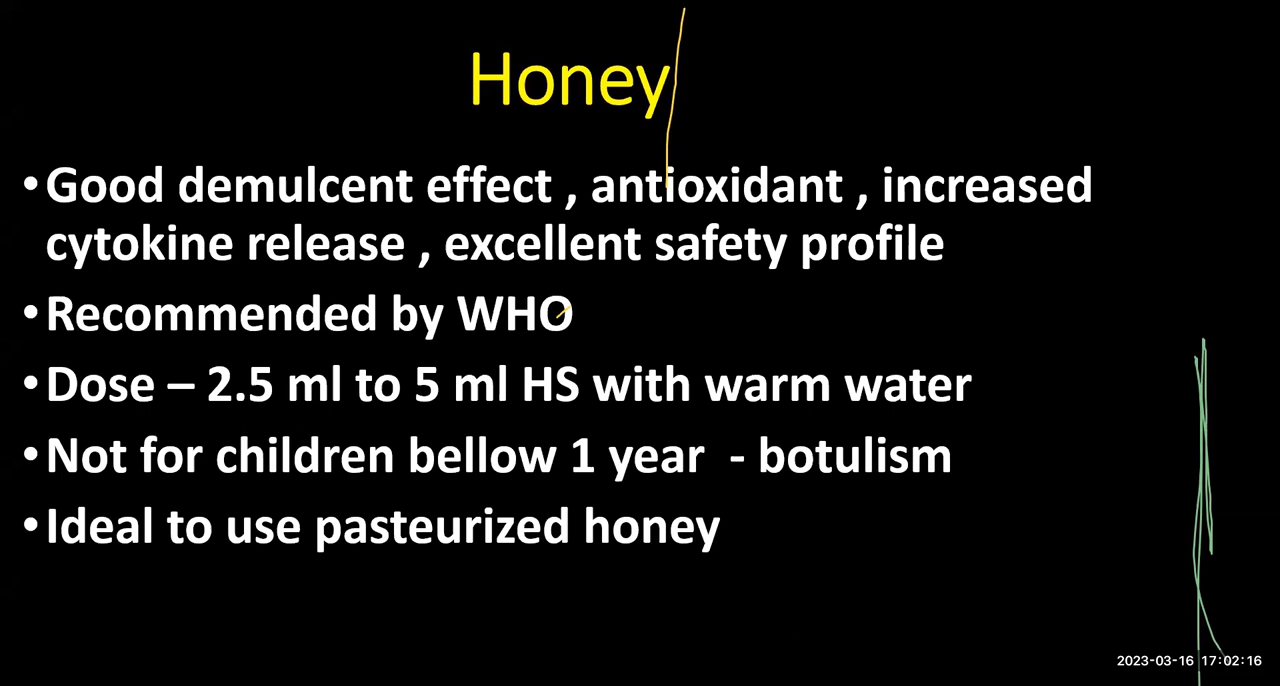 Honey
•Good demulcent effect , antioxidant , increased
cytokine release , excellent safety profile
•Recommended by WHO
•Dose – 2.5 ml to 5 ml HS with warm water
•Not for children bellow 1 year  - botulism
•Ideal to use pasteurized honey
2023-03-16 17:02:16